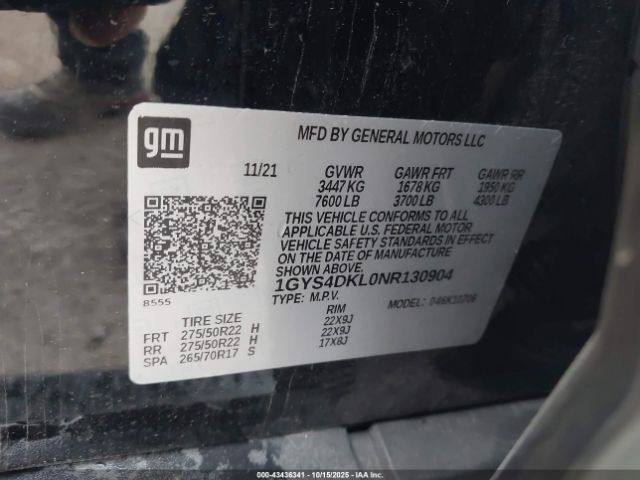 gm
MFD BY GENERAL MOTORS LLC
11/21 GVWR GAWR FRT GAWR RR
3447 KG 1678 KG 1950 KG
7600 LB 3700 LB 4300 LB
THIS VEHICLE CONFORMS TO ALL
APPLICABLE U.S. FEDERAL MOTOR
VEHICLE SAFETY STANDARDS IN EFFECT
ON THE DATE OF MANUFACTURE
SHOWN ABOVE.
1GYS4DKL0NR130904
TYPE: M.P.V. MODEL: 046K10706
8555
TIRE SIZE RIM
FRT 275/50R22 H 22X9J
RR 275/50R22 H 22X9J
SPA 265/70R17 S 17X8J
000-43436341 - 10/15/2025 - COPYRIGHT IAA, LLC